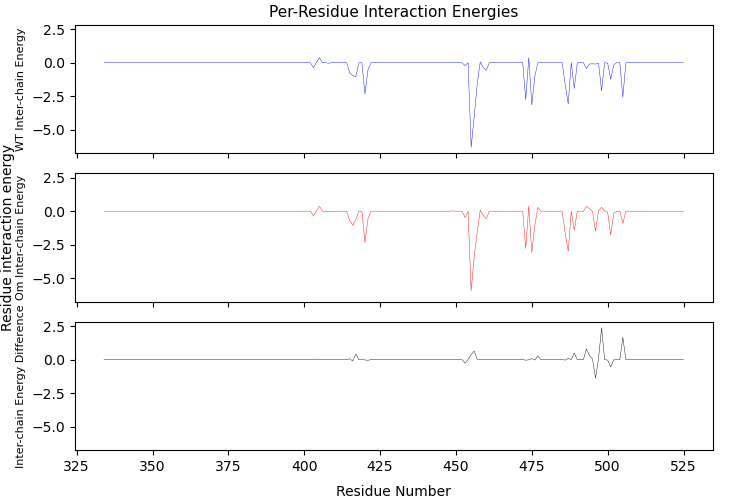 Per-Residue Interaction Energies
Residue interaction energy
WT Inter-chain Energy
2.5
0.0
−2.5
−5.0
Om Inter-chain Energy
2.5
0.0
−2.5
−5.0
Inter-chain Energy Difference
2.5
0.0
−2.5
−5.0
325 350 375 400 425 450 475 500 525
Residue Number